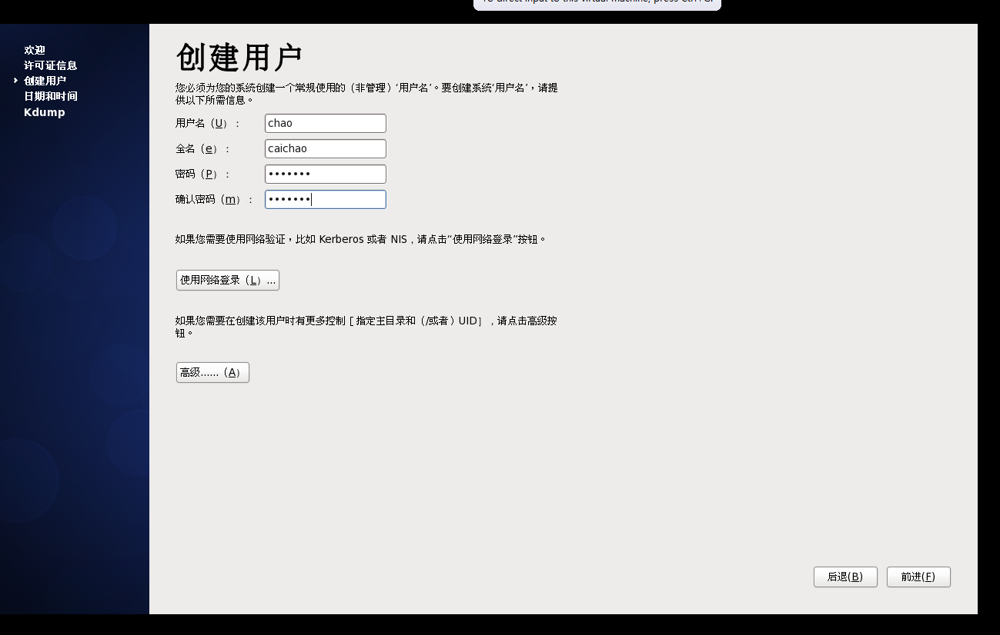 To direct input to this virtual machine, press Ctrl+G.
欢迎
许可证信息
创建用户
日期和时间
Kdump
创建用户
您必须为您的系统创建一个常规使用的（非管理）'用户名'。要创建系统'用户名'，请提
供以下所需信息。
用户名（U）：
chao
全名（e）：
caichao
密码（P）：
•••••••
确认密码（m）：
•••••••
如果您需要使用网络验证，比如 Kerberos 或者 NIS，请点击“使用网络登录”按钮。
使用网络登录（L）...
如果您需要在创建该用户时有更多控制［指定主目录和（/或者）UID］，请点击高级按
钮。
高级......（A）
后退(B)
前进(F)